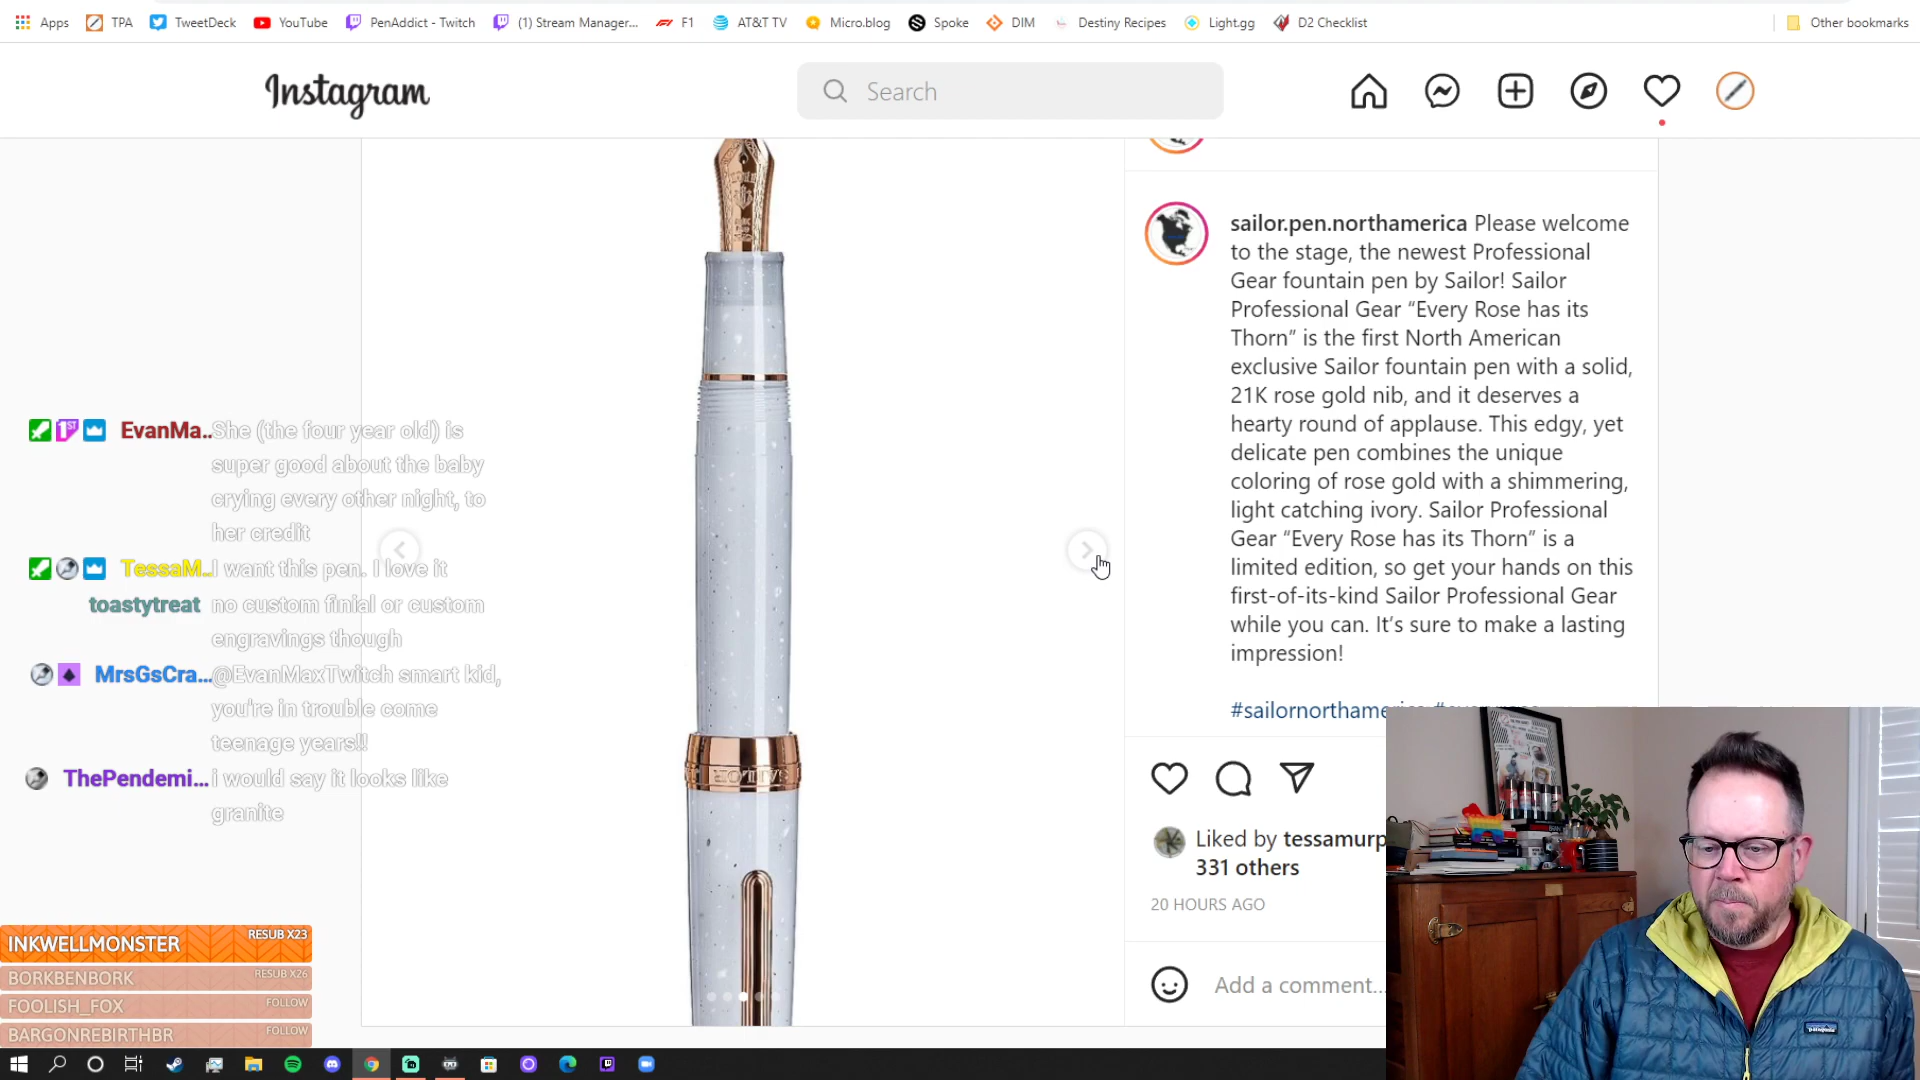 Apps TPA TweetDeck YouTube PenAddict - Twitch (1) Stream Manager... F1 AT&T TV Micro.blog Spoke DIM Destiny Recipes Light.gg D2 Checklist Other bookmarks
Instagram
Search
sailor.pen.northamerica Please welcome
to the stage, the newest Professional
Gear fountain pen by Sailor! Sailor
Professional Gear “Every Rose has its
Thorn” is the first North American
exclusive Sailor fountain pen with a solid,
21K rose gold nib, and it deserves a
hearty round of applause. This edgy, yet
delicate pen combines the unique
coloring of rose gold with a shimmering,
light catching ivory. Sailor Professional
Gear “Every Rose has its Thorn” is a
limited edition, so get your hands on this
first-of-its-kind Sailor Professional Gear
while you can. It’s sure to make a lasting
impression!
Liked by tessamurp
331 others
20 HOURS AGO
Add a comment...
EvanMa.. She (the four year old) is
super good about the baby
crying every other night, to
her credit
TessaM.. I want this pen. I love it
toastytreat no custom finial or custom
engravings though
MrsGsCra... @EvanMaxTwitch smart kid,
you're in trouble come
teenage years!!
ThePendemi... i would say it looks like
granite
INKWELLMONSTER RESUB X23
BORKBENBORK RESUB X26
FOOLISH_FOX FOLLOW
BARGONREBIRTHBR FOLLOW
SAILOR
patagonia